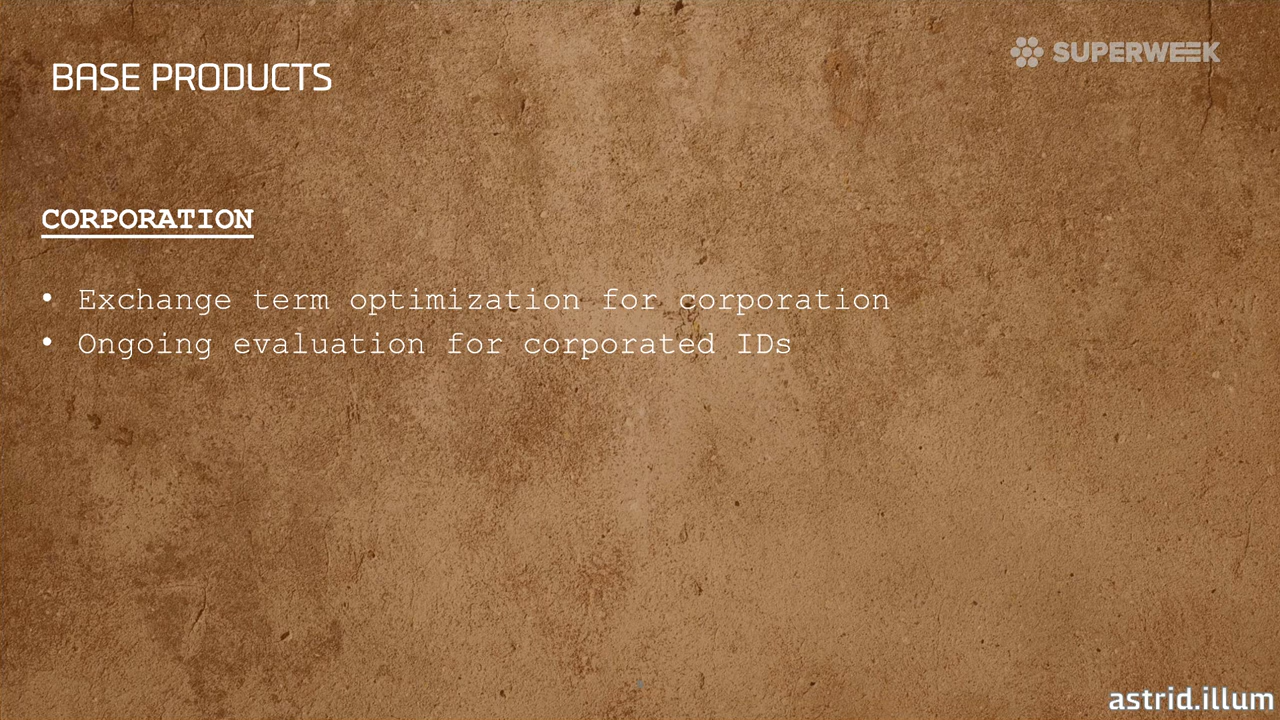 BASE PRODUCTS
SUPERWEEK
CORPORATION
• Exchange term optimization for corporation
• Ongoing evaluation for corporated IDs
astrid.illum